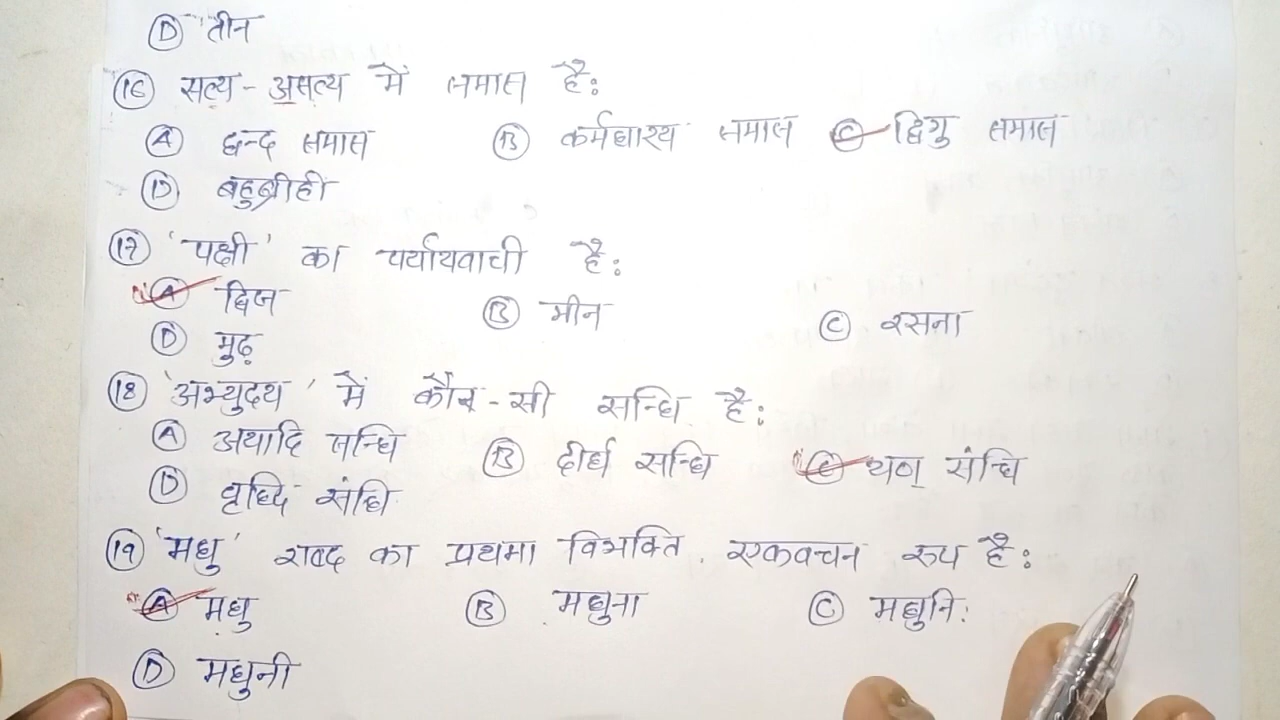 (D) तीन
(16) सत्य - असत्य में समास है:
(A) द्वन्द समास (B) कर्मधारय समास (C) द्विगु समास
(D) बहुब्रीही
(17) 'पक्षी' का पर्यायवाची है:
(A) द्विज (B) मीन (C) रसना
(D) मुढ़
(18) 'अभ्युदय' में कौन-सी सन्धि है:
(A) अयादि सन्धि (B) दीर्घ सन्धि (C) यण् संन्धि
(D) वृध्दि संधि
(19) 'मधु' शब्द का प्रथमा विभक्ति. एकवचन रुप है:
(A) मधु (B) मधुना (C) मधुनि:
(D) मधुनी